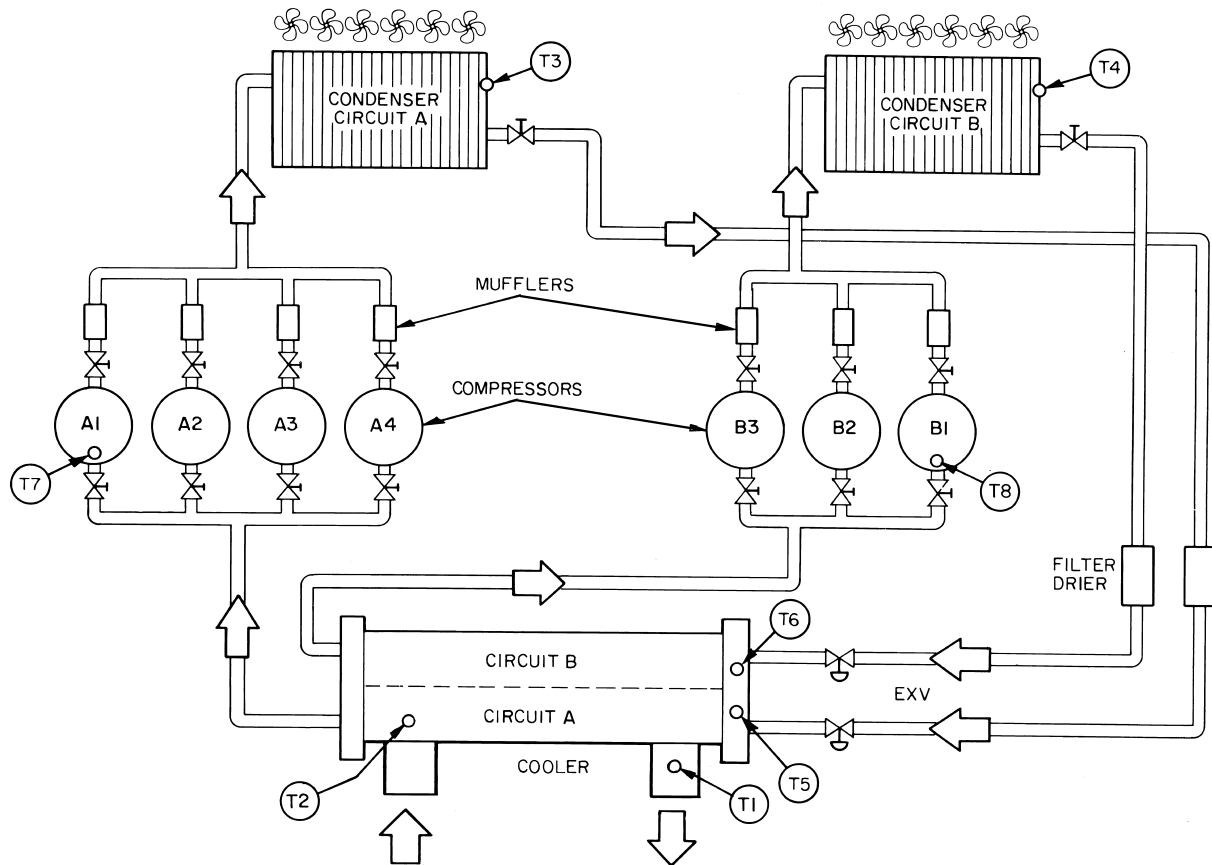 T3
CONDENSER
CIRCUIT A
T4
CONDENSER
CIRCUIT B
MUFFLERS
COMPRESSORS
A1
A2
A3
A4
B3
B2
B1
T7
T8
FILTER
DRIER
T6
CIRCUIT B
EXV
CIRCUIT A
COOLER
T2
T1
T5